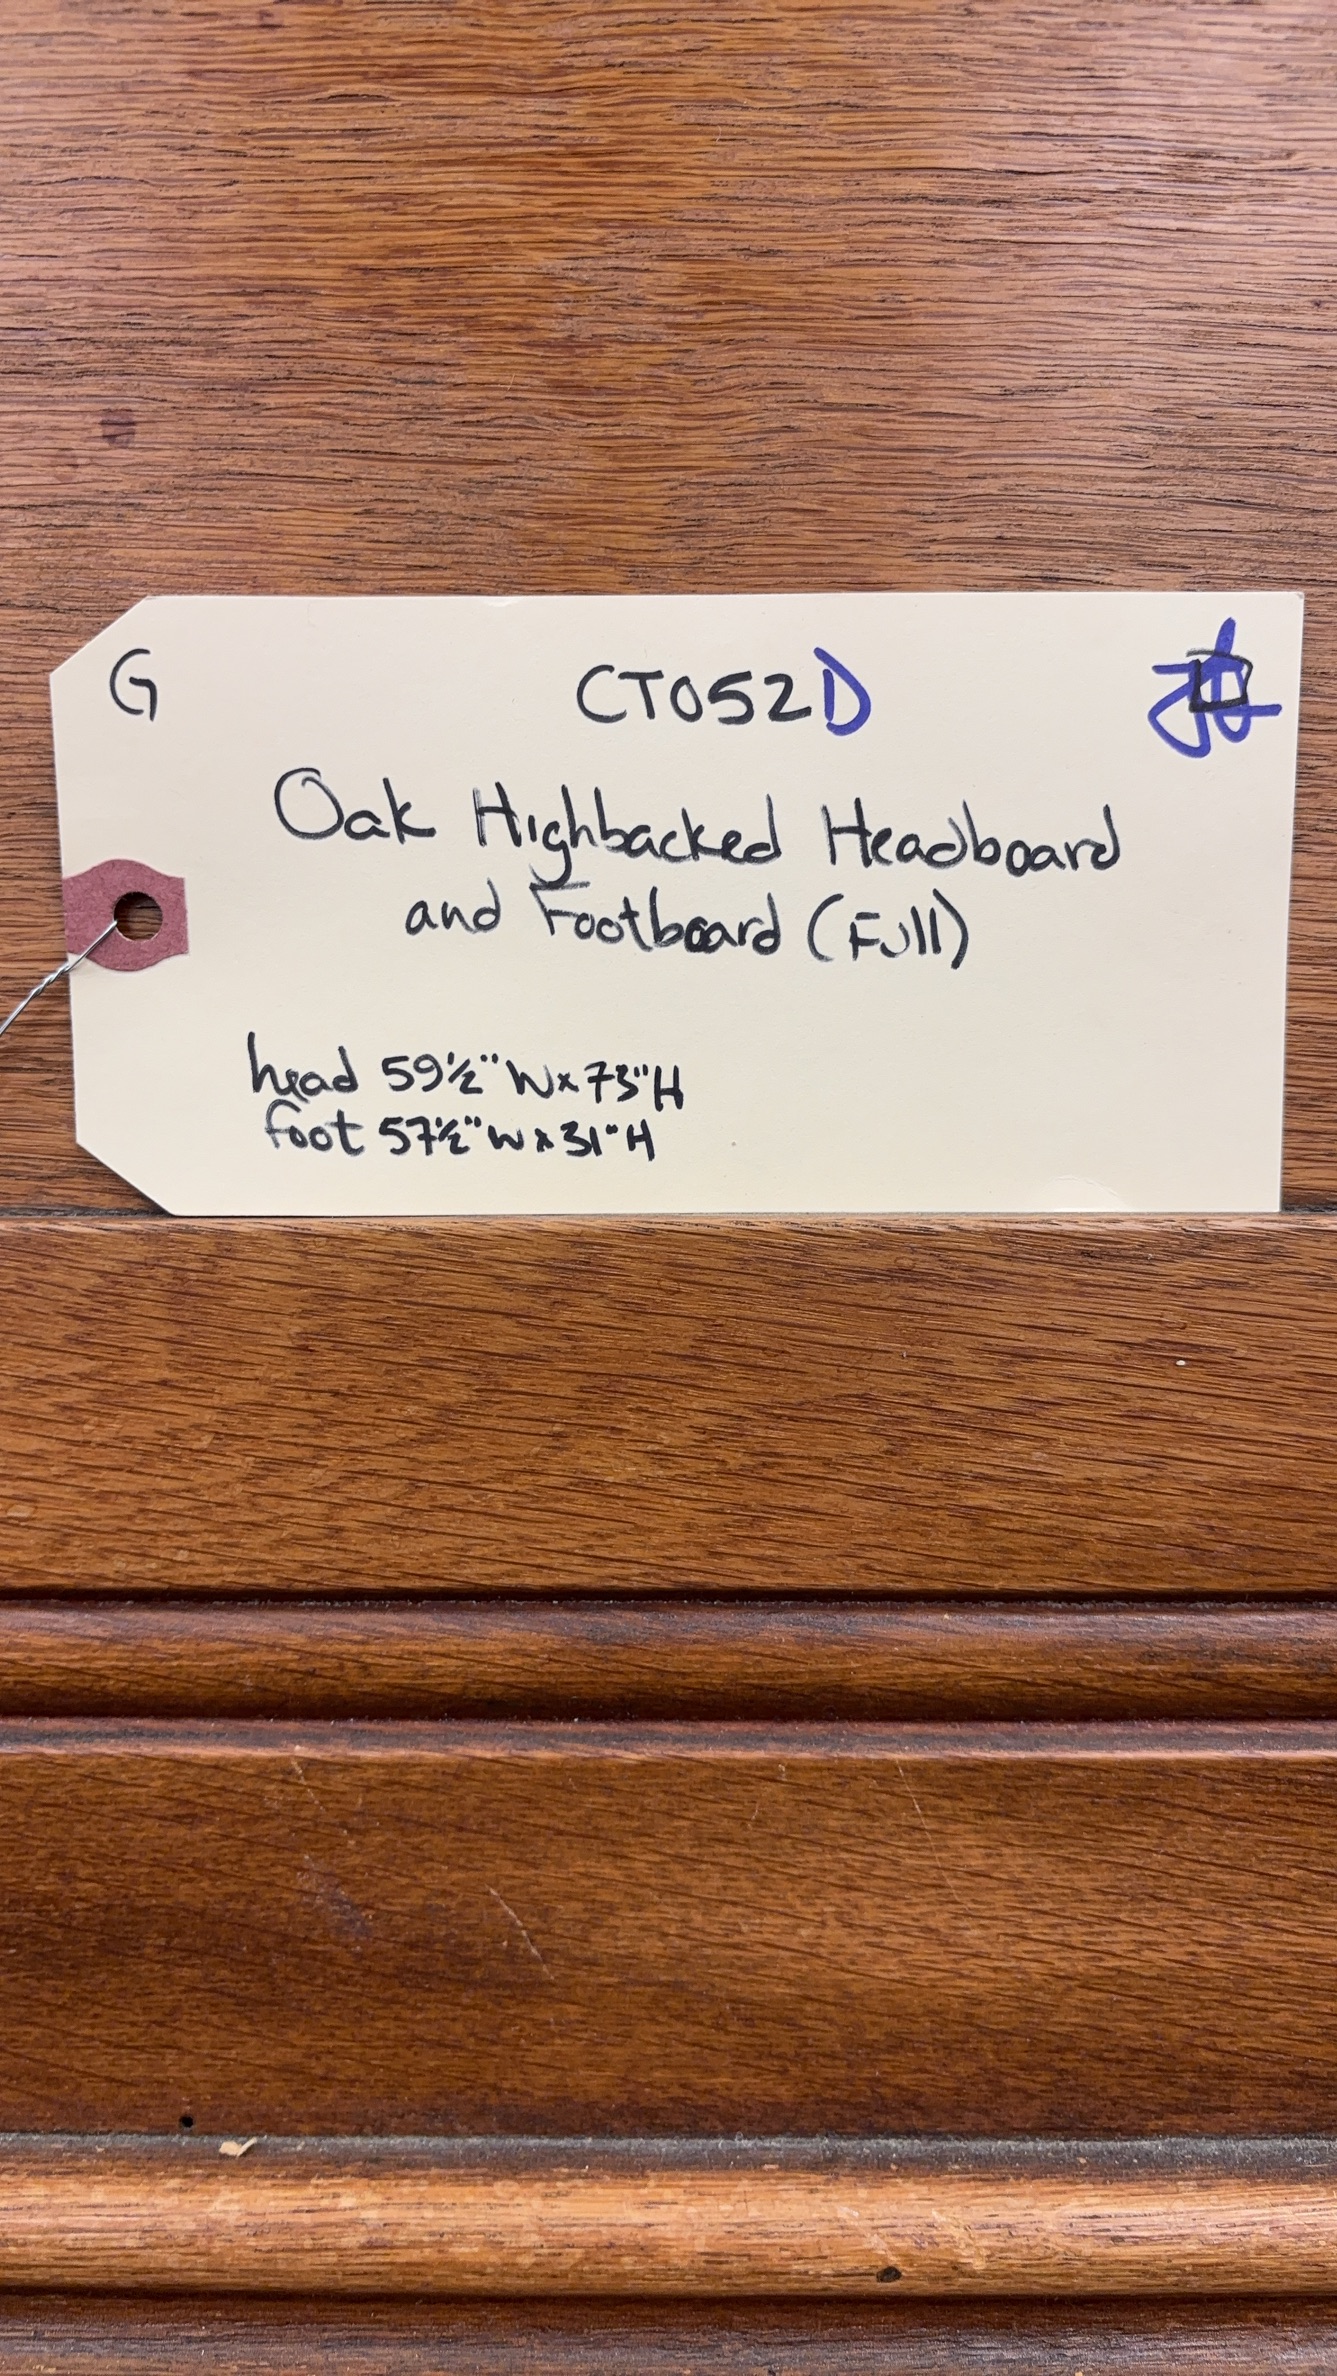 G
CT052D
Oak Highbacked Headboard
and Footboard (Full)
head 59½" W x 73" H
foot 57½" W x 31" H